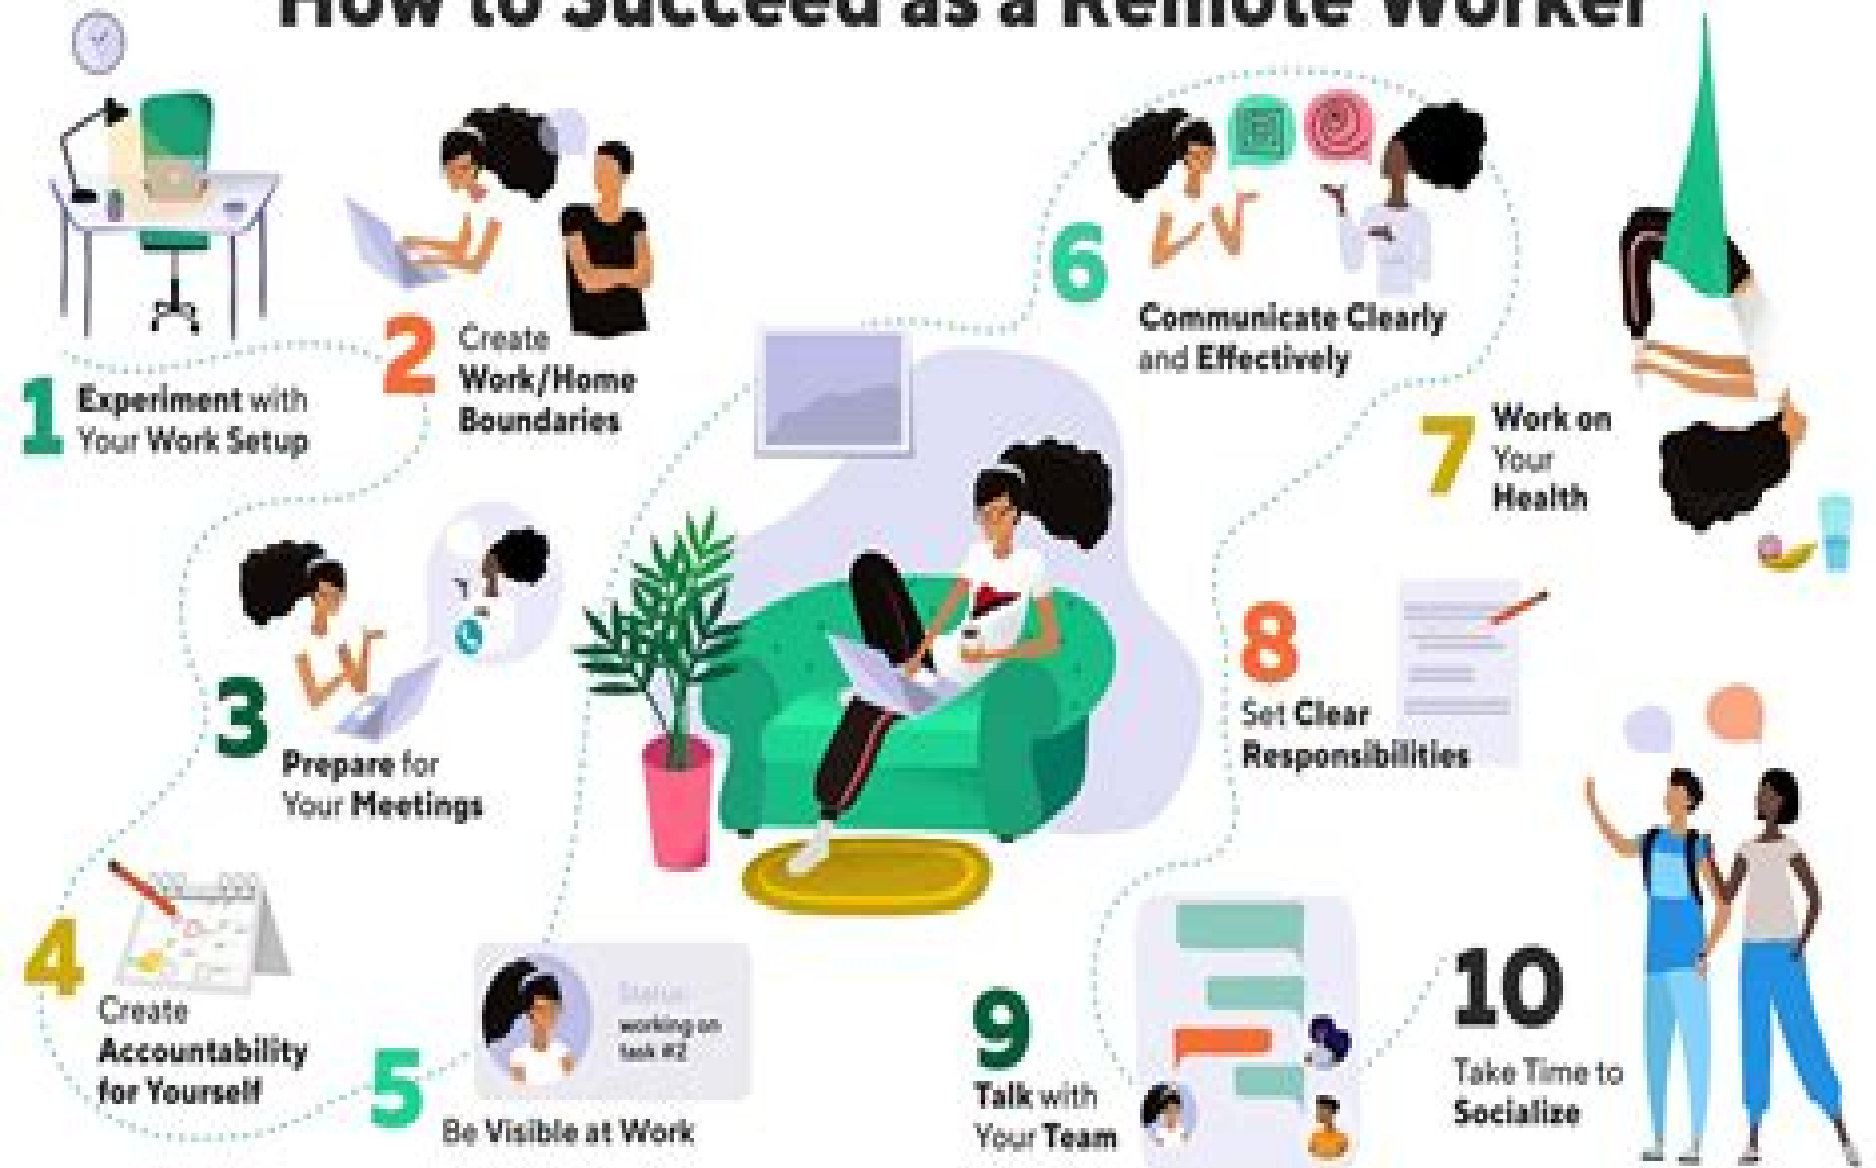 How to Succeed as a Remote Worker
1 Experiment with
Your Work Setup
2 Create
Work/Home
Boundaries
3 Prepare for
Your Meetings
4 Create
Accountability
for Yourself
5 Be Visible at Work
Status:
working on
task #2
6 Communicate Clearly
and Effectively
7 Work on
Your
Health
8 Set Clear
Responsibilities
9 Talk with
Your Team
10 Take Time to
Socialize